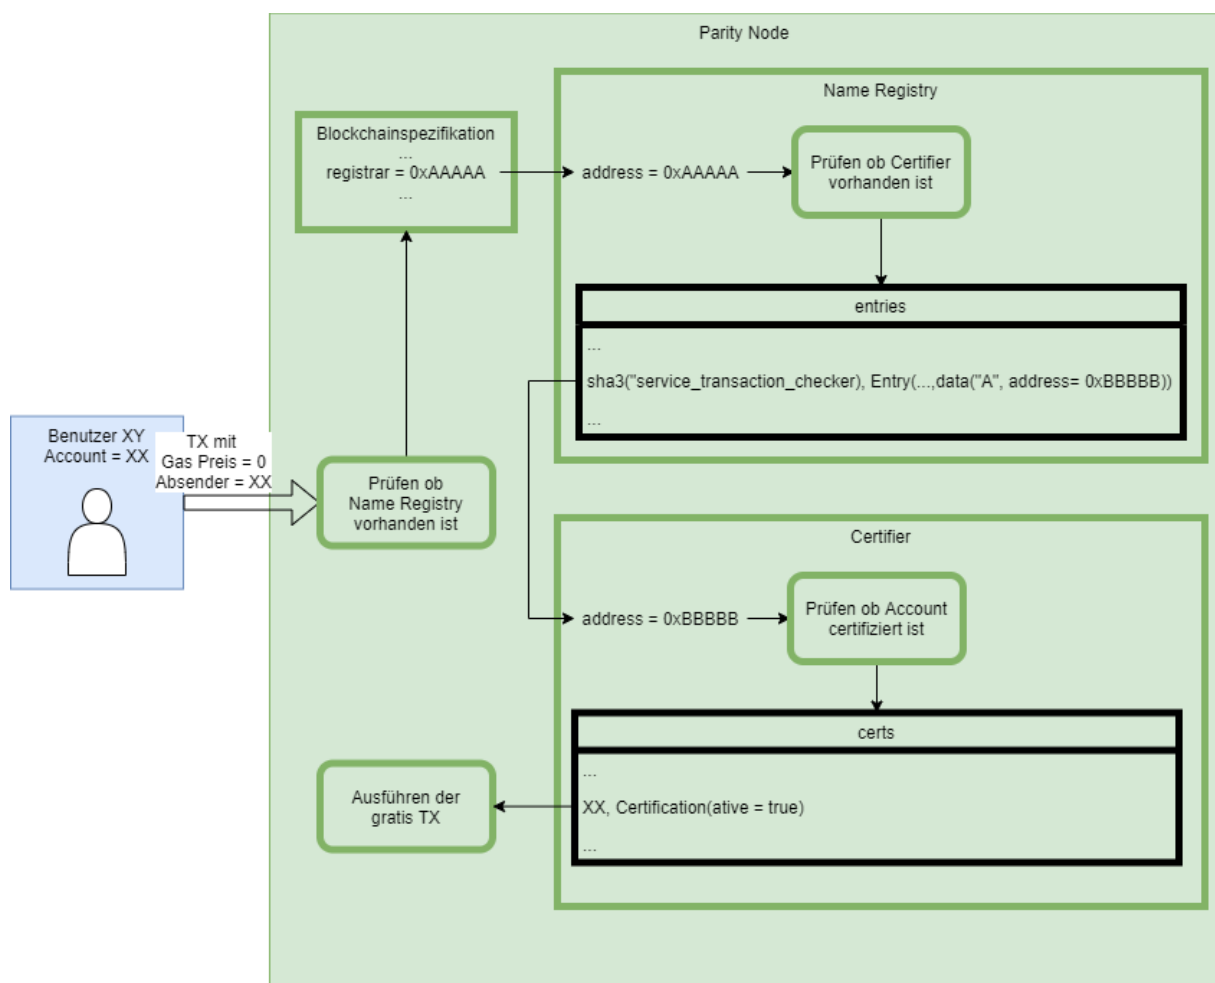 Parity Node
Name Registry
Blockchainspezifikation
...
registrar = 0xAAAAA
...
address = 0xAAAAA
Prüfen ob Certifier
vorhanden ist
entries
...
sha3("service_transaction_checker), Entry(...,data("A", address= 0xBBBBB))
...
Benutzer XY
Account = XX
TX mit
Gas Preis = 0
Absender = XX
Prüfen ob
Name Registry
vorhanden ist
Certifier
address = 0xBBBBB
Prüfen ob Account
certifiziert ist
certs
...
XX, Certification(ative = true)
...
Ausführen der
gratis TX